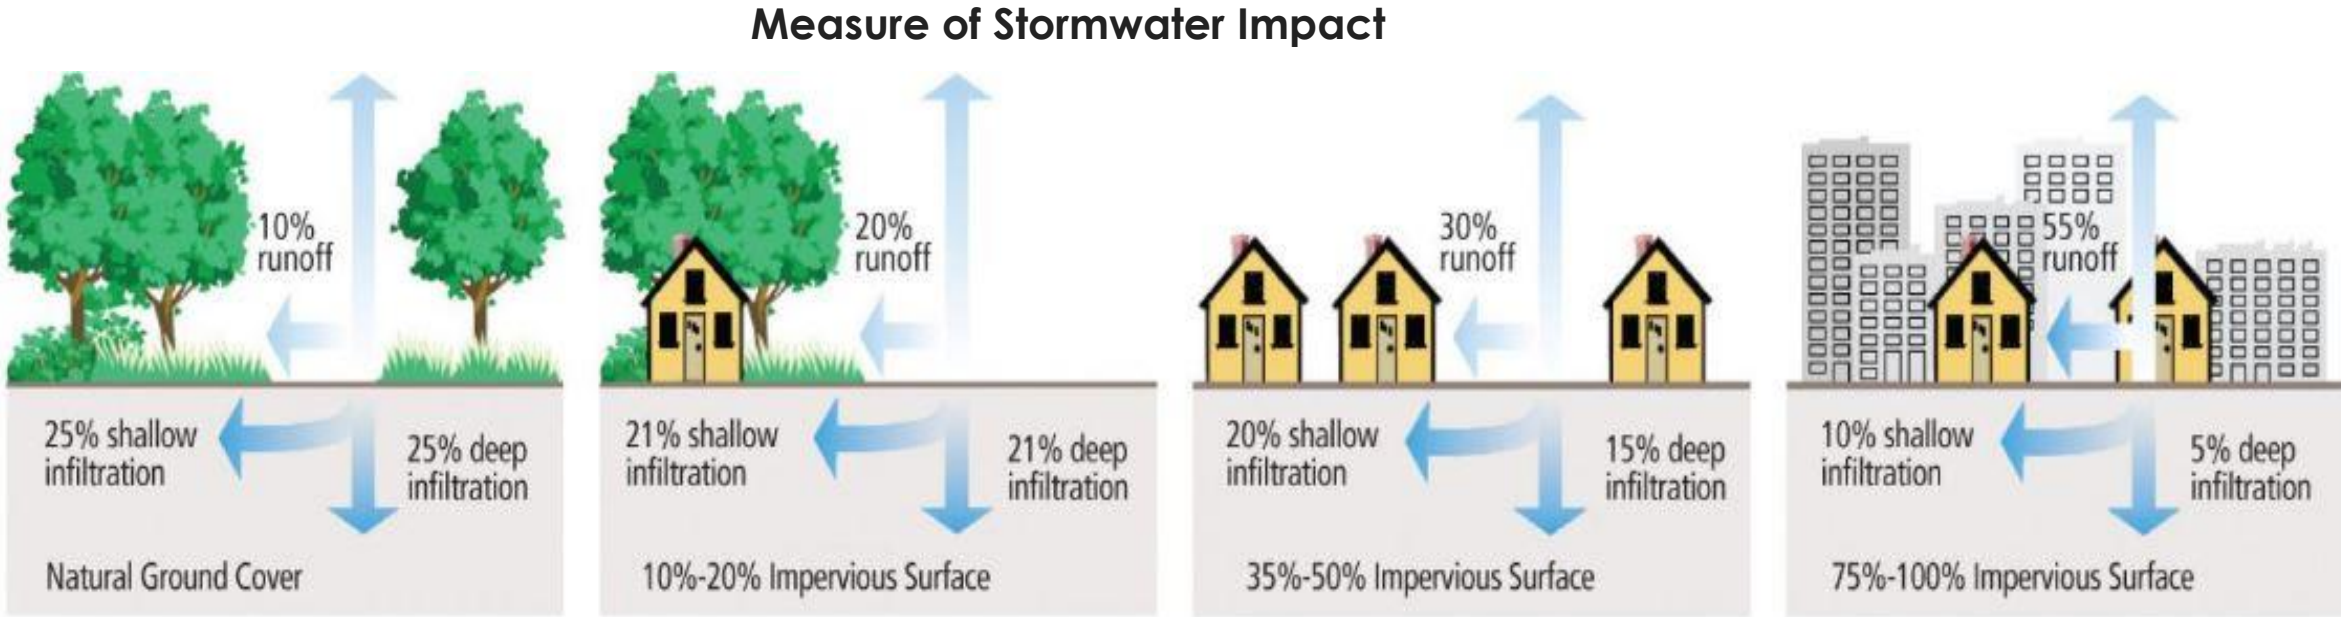 Measure of Stormwater Impact
10%
runoff
25% shallow
infiltration
25% deep
infiltration
Natural Ground Cover
20%
runoff
21% shallow
infiltration
21% deep
infiltration
10%-20% Impervious Surface
30%
runoff
20% shallow
infiltration
15% deep
infiltration
35%-50% Impervious Surface
55%
runoff
10% shallow
infiltration
5% deep
infiltration
75%-100% Impervious Surface